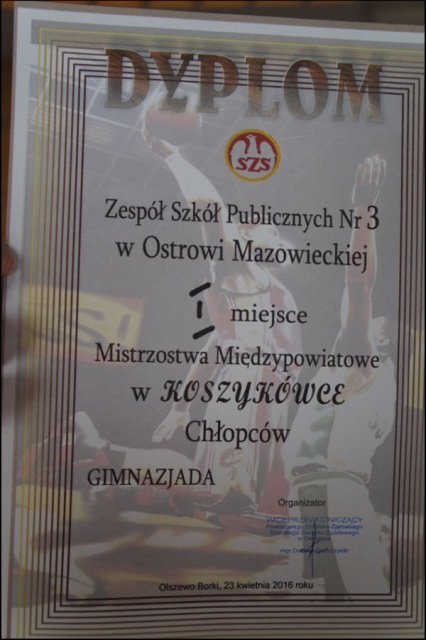 DYPLOM
SZS
Zespół Szkół Publicznych Nr 3
w Ostrowi Mazowieckiej
I miejsce
Mistrzostwa Międzypowiatowe
w KOSZYKÓWCE
Chłopców
GIMNAZJADA
Organizator
WICEPRZEWODNICZĄCY
Olszewo Borki, 23 kwietnia 2016 roku